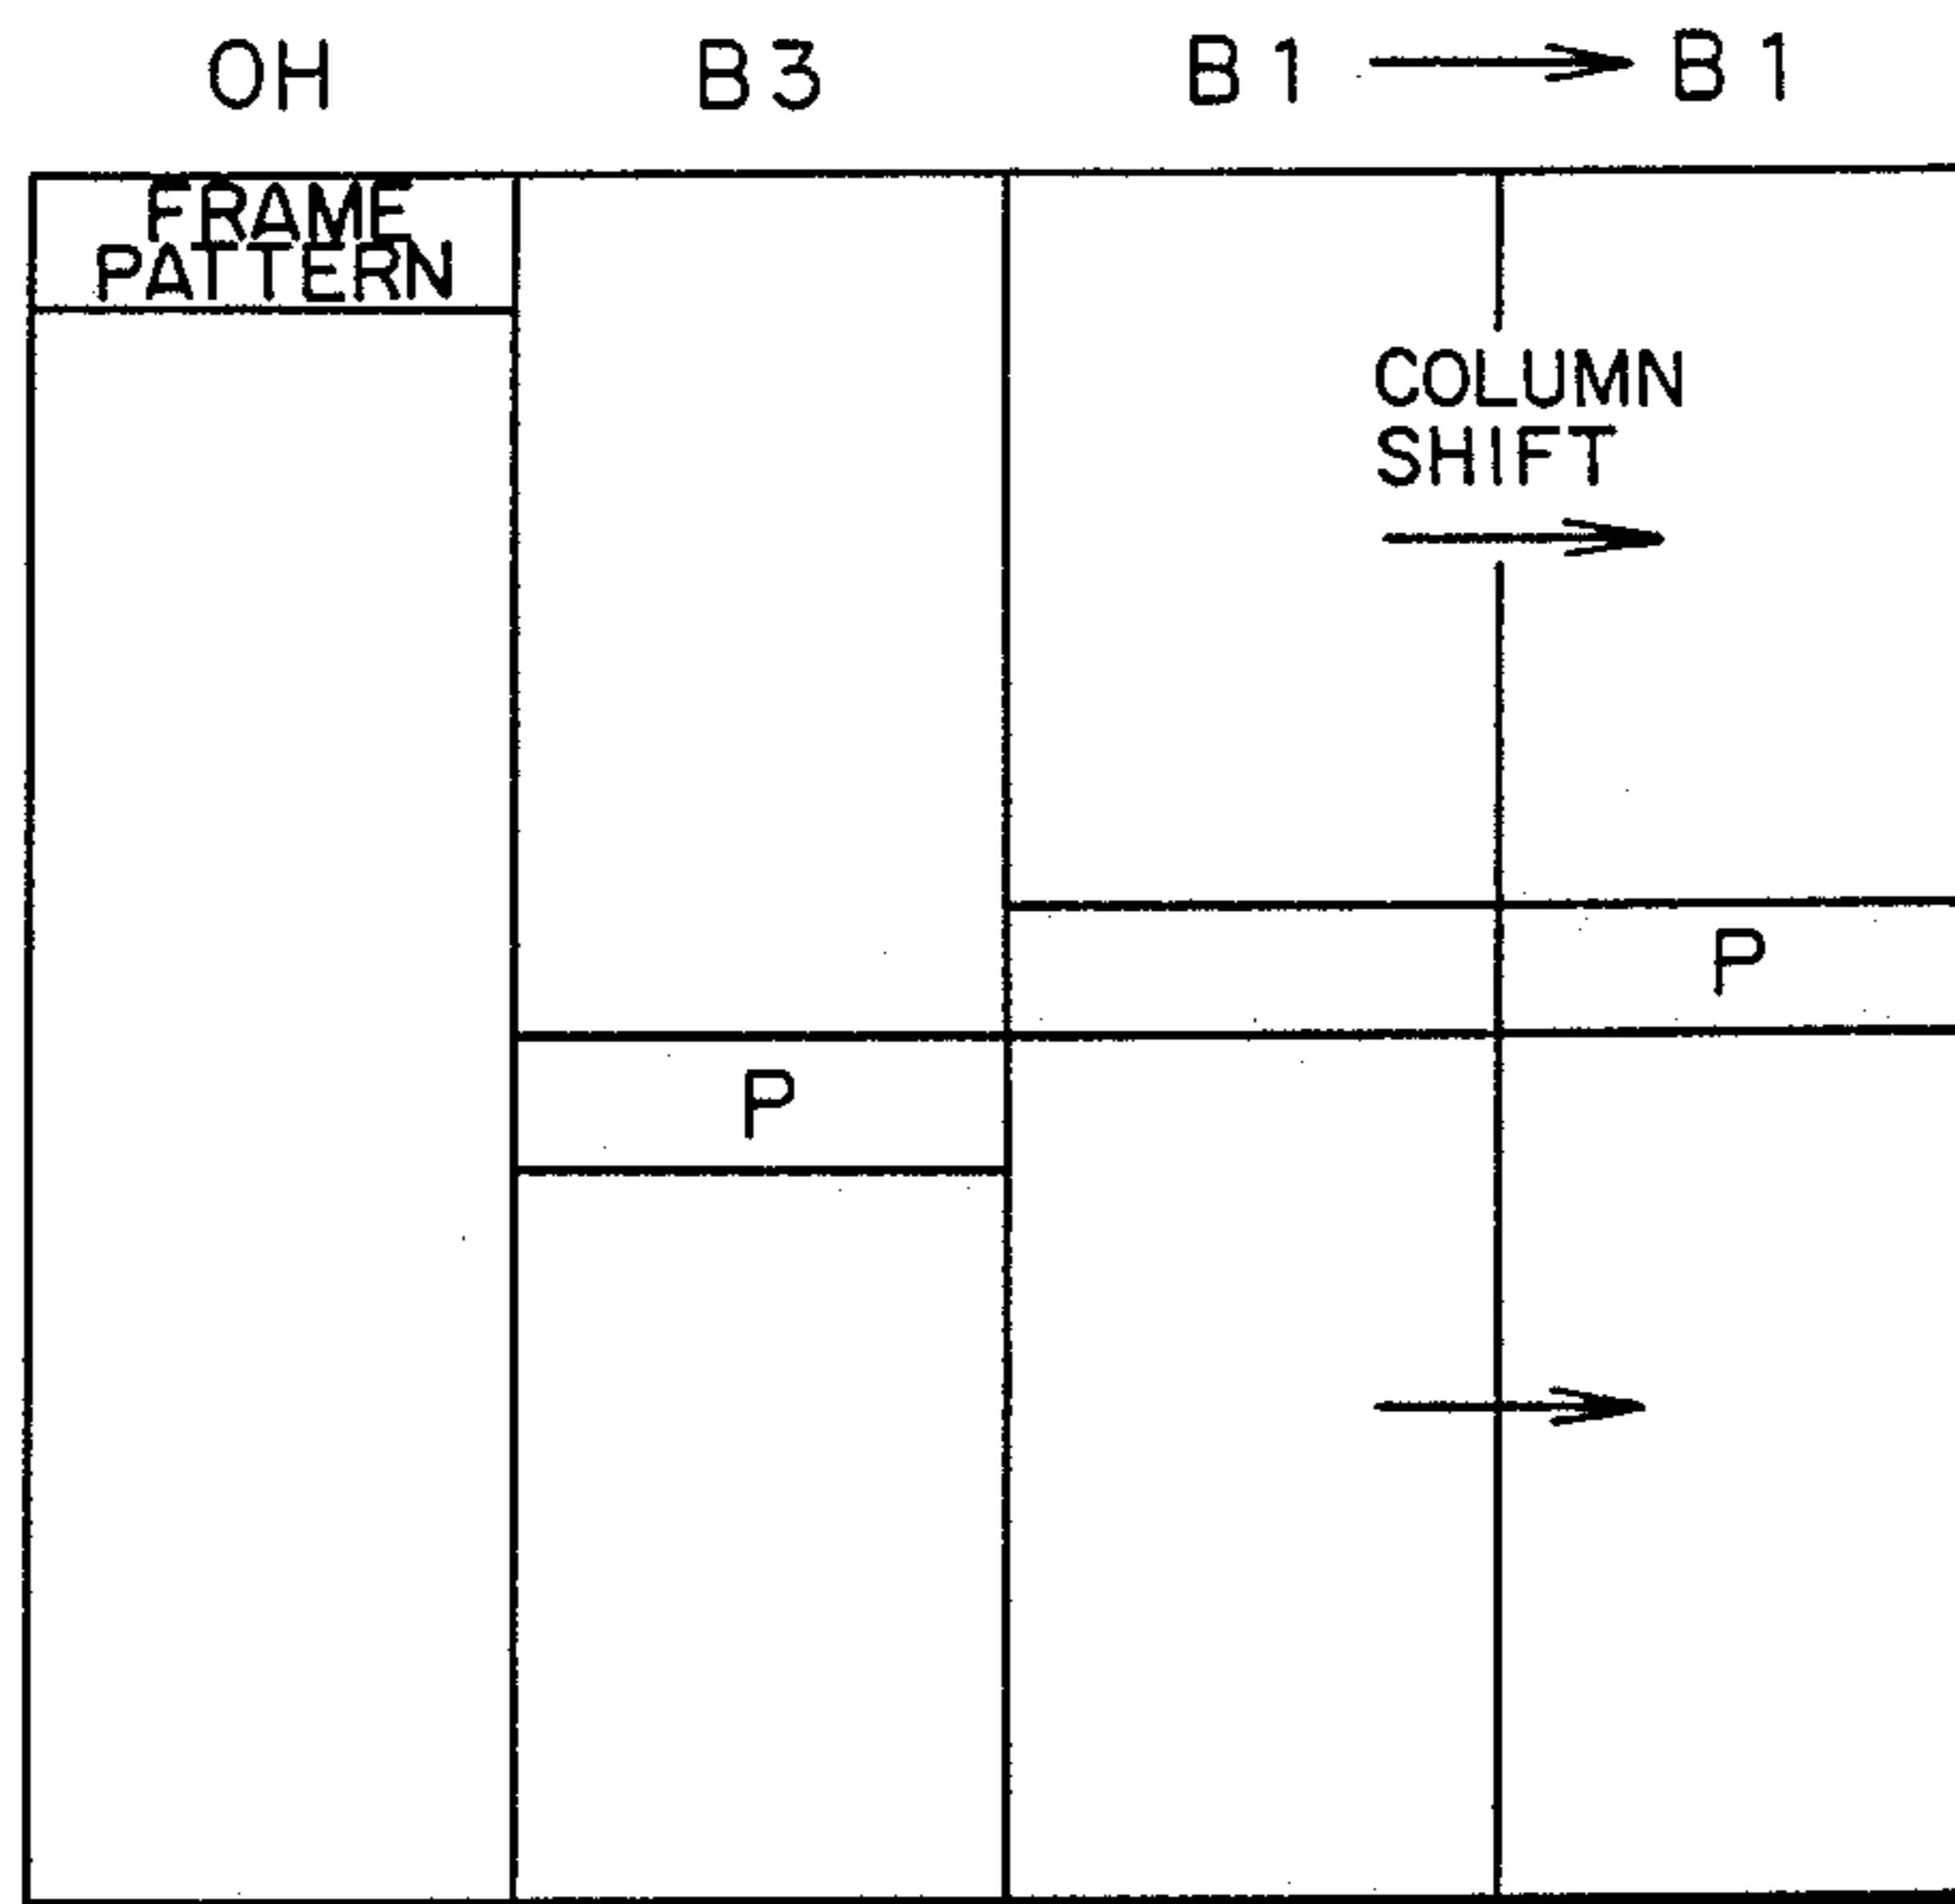 OH B3 B1 → B1
FRAME
PATTERN
COLUMN
SHIFT
P
P